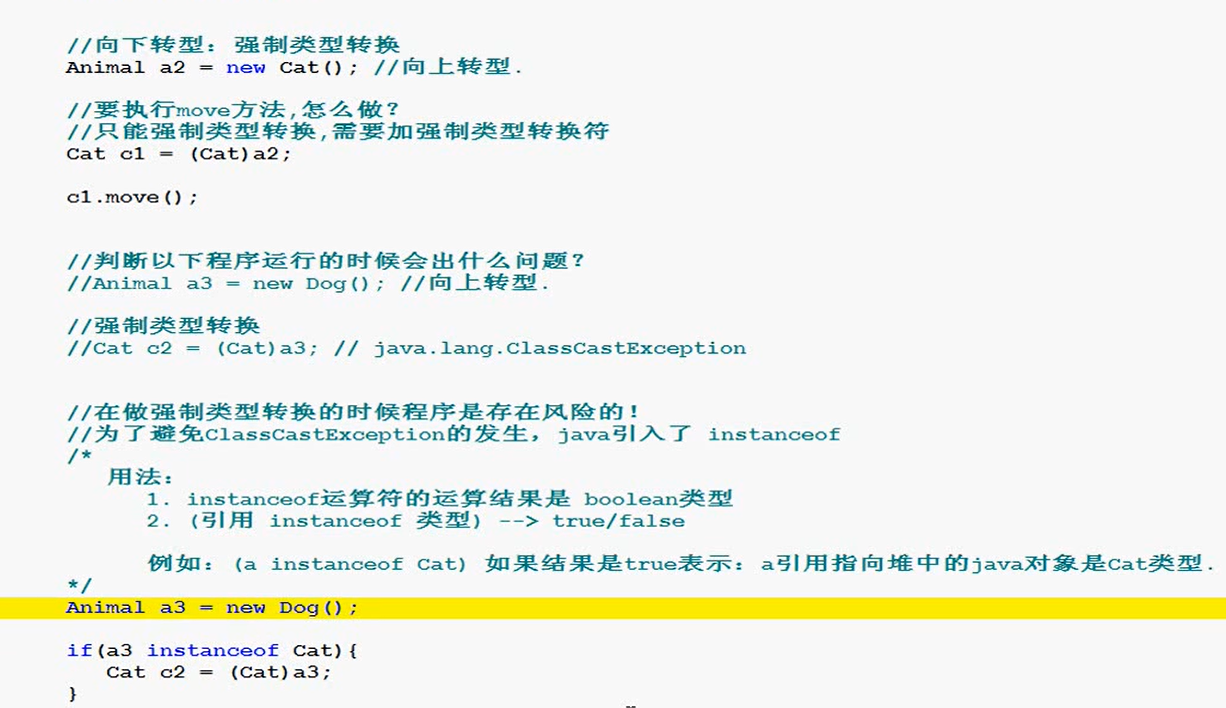 //向下转型：强制类型转换
Animal a2 = new Cat(); //向上转型.
//要执行move方法,怎么做?
//只能强制类型转换,需要加强制类型转换符
Cat c1 = (Cat)a2;
c1.move();
//判断以下程序运行的时候会出什么问题?
//Animal a3 = new Dog(); //向上转型.
//强制类型转换
//Cat c2 = (Cat)a3; // java.lang.ClassCastException
//在做强制类型转换的时候程序是存在风险的!
//为了避免ClassCastException的发生，java引入了 instanceof
/*
用法：
1. instanceof运算符的运算结果是 boolean类型
2. (引用 instanceof 类型) --> true/false
例如：(a instanceof Cat) 如果结果是true表示：a引用指向堆中的java对象是Cat类型.
*/
Animal a3 = new Dog();
if(a3 instanceof Cat){
Cat c2 = (Cat)a3;
}